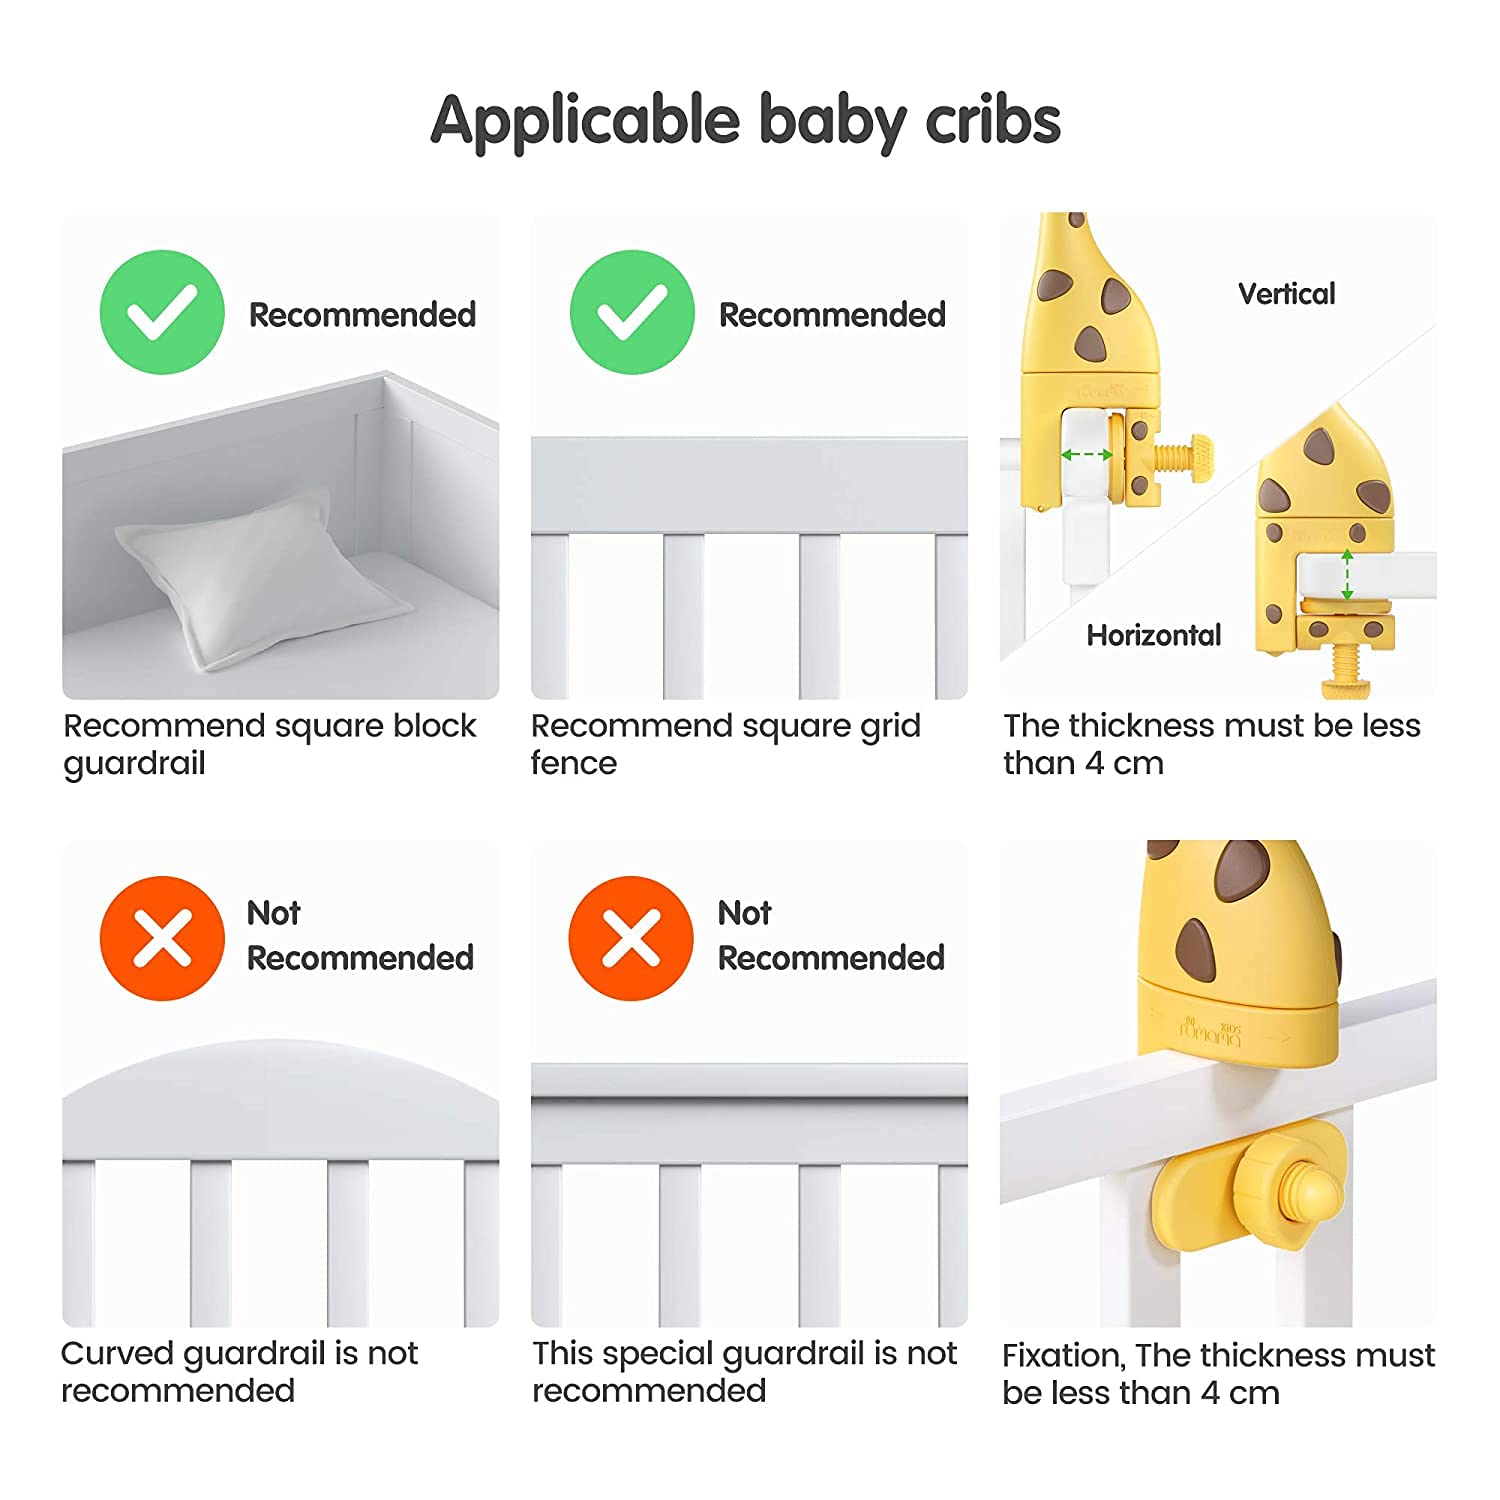 Applicable baby cribs
Recommended
Recommended
Vertical
Horizontal
Recommend square block
guardrail
Recommend square grid
fence
The thickness must be less
than 4 cm
Not
Recommended
Not
Recommended
KIDS
rumama
Curved guardrail is not
recommended
This special guardrail is not
recommended
Fixation, The thickness must
be less than 4 cm